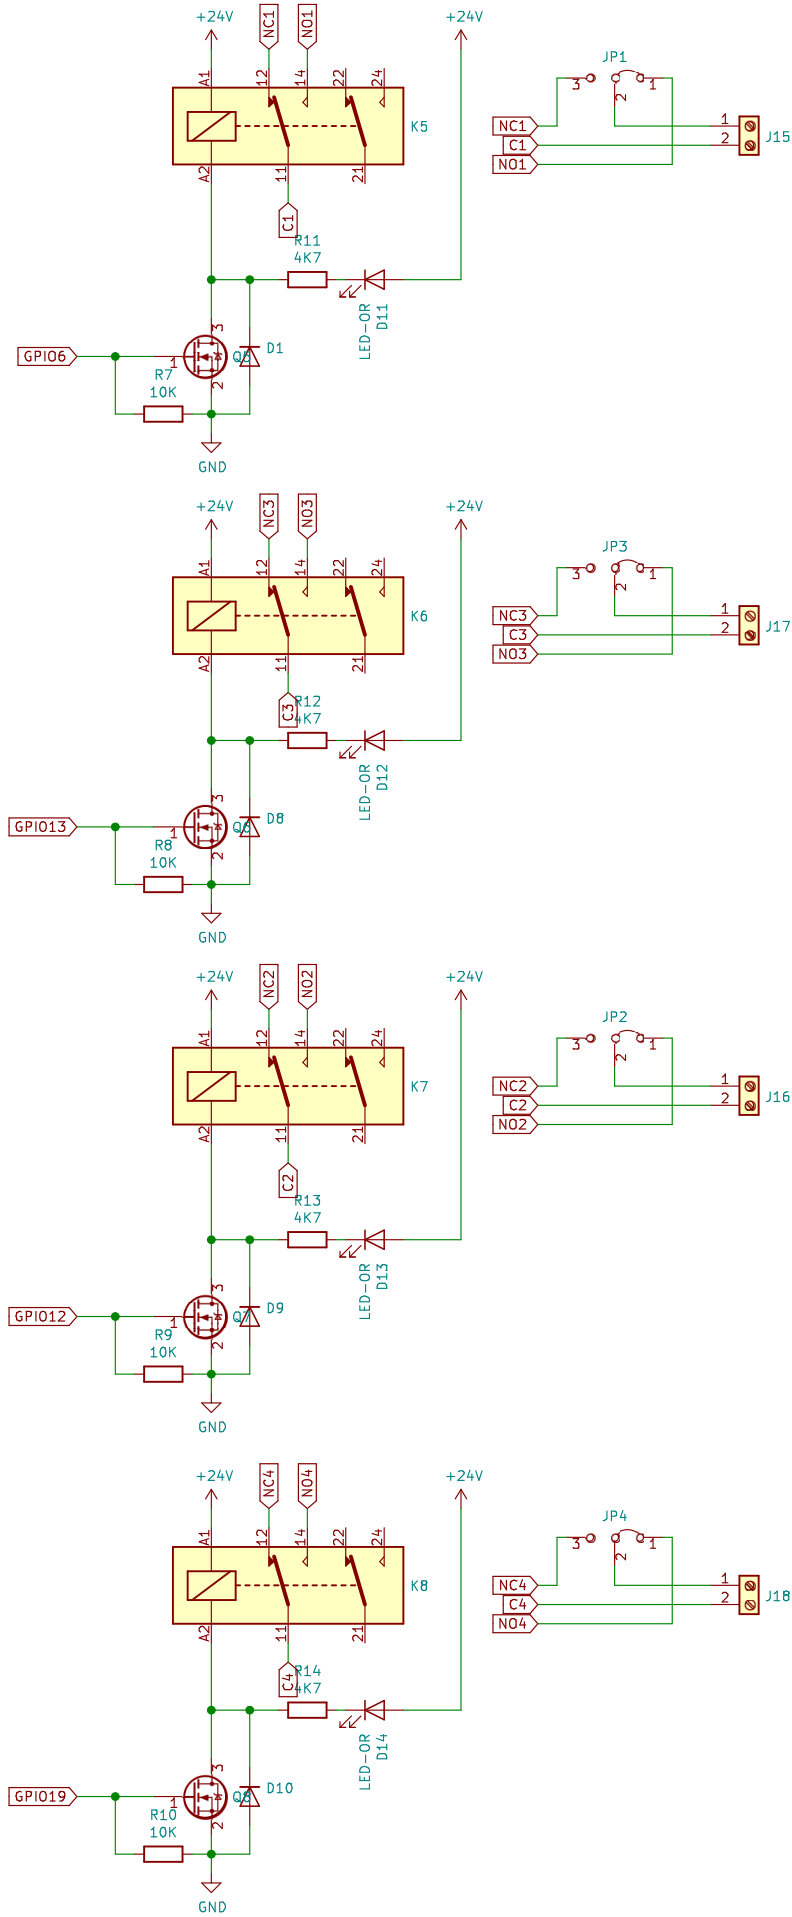 +24V
NC1
NO1
+24V
A1
12
14
22
24
K5
A2
11
21
C1
R11
4K7
LED-OR
D11
GPIO6
1
3
2
Q5
D1
R7
10K
GND
JP1
3
2
1
NC1
C1
NO1
1
2
J15
+24V
NC3
NO3
+24V
A1
12
14
22
24
K6
A2
11
21
C3
R12
4K7
LED-OR
D12
GPIO13
1
3
2
Q6
D8
R8
10K
GND
JP3
3
2
1
NC3
C3
NO3
1
2
J17
+24V
NC2
NO2
+24V
A1
12
14
22
24
K7
A2
11
21
C2
R13
4K7
LED-OR
D13
GPIO12
1
3
2
Q7
D9
R9
10K
GND
JP2
3
2
1
NC2
C2
NO2
1
2
J16
+24V
NC4
NO4
+24V
A1
12
14
22
24
K8
A2
11
21
C4
R14
4K7
LED-OR
D14
GPIO19
1
3
2
Q8
D10
R10
10K
GND
JP4
3
2
1
NC4
C4
NO4
1
2
J18